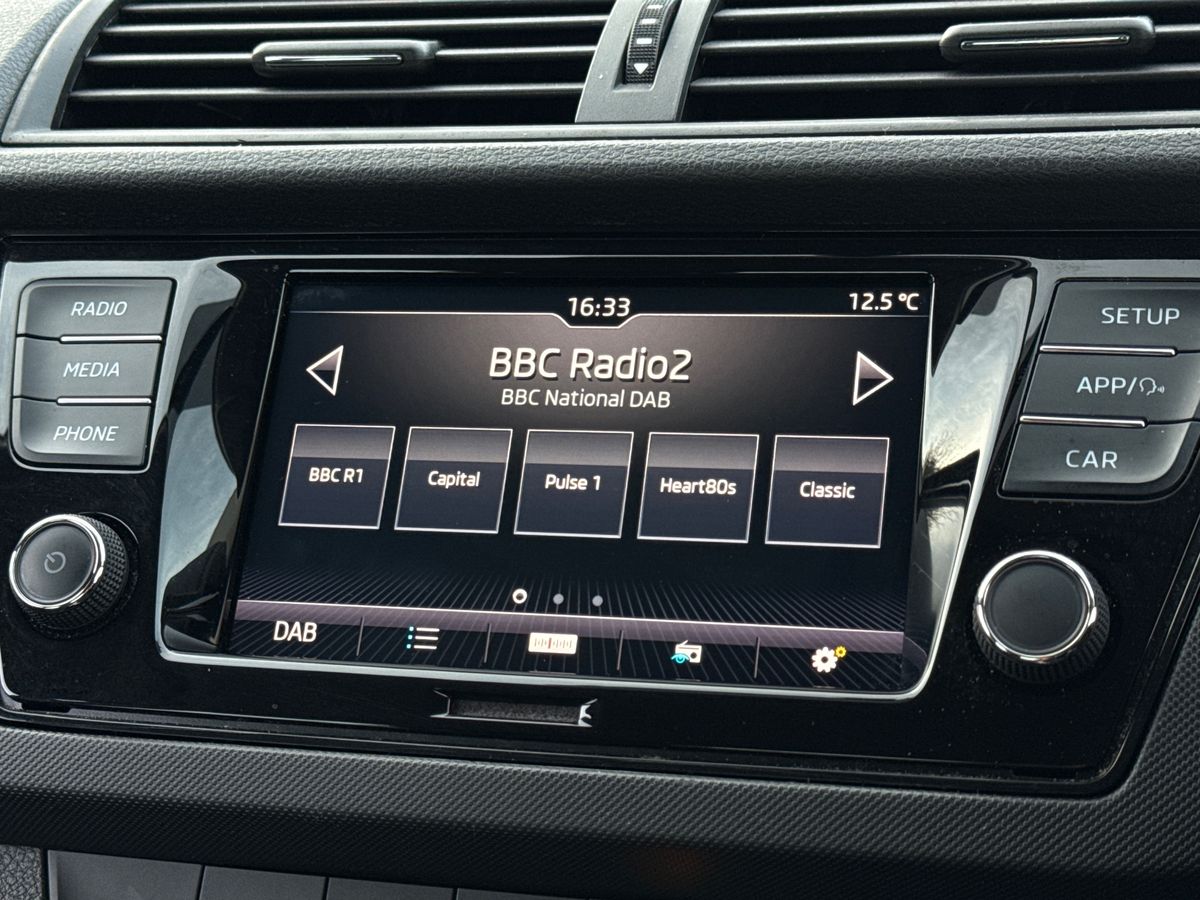 16:33
12.5 °C
RADIO
MEDIA
PHONE
SETUP
APP/
CAR
BBC Radio2
BBC National DAB
BBC R1
Capital
Pulse 1
Heart80s
Classic
DAB